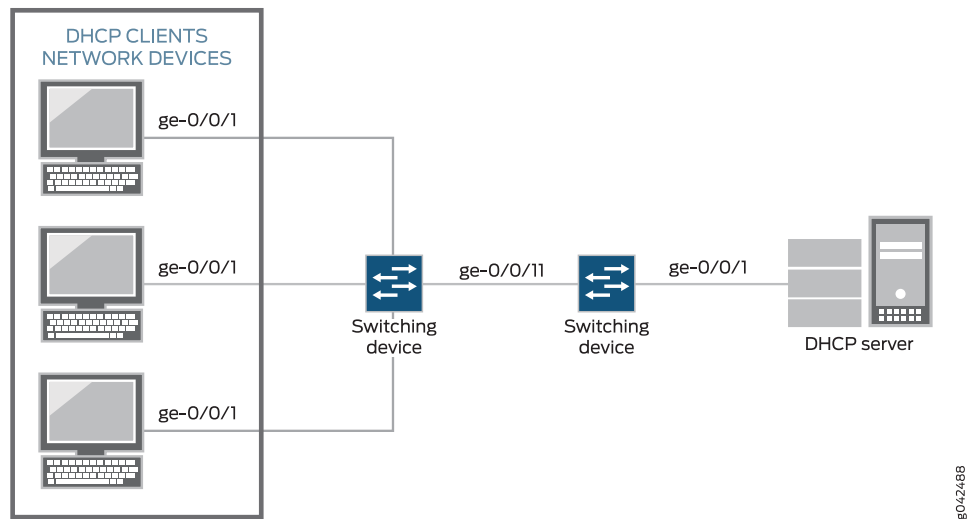 DHCP CLIENTS
NETWORK DEVICES
ge-0/0/1
ge-0/0/1
ge-0/0/11
ge-0/0/1
Switching
device
Switching
device
DHCP server
ge-0/0/1
g042488